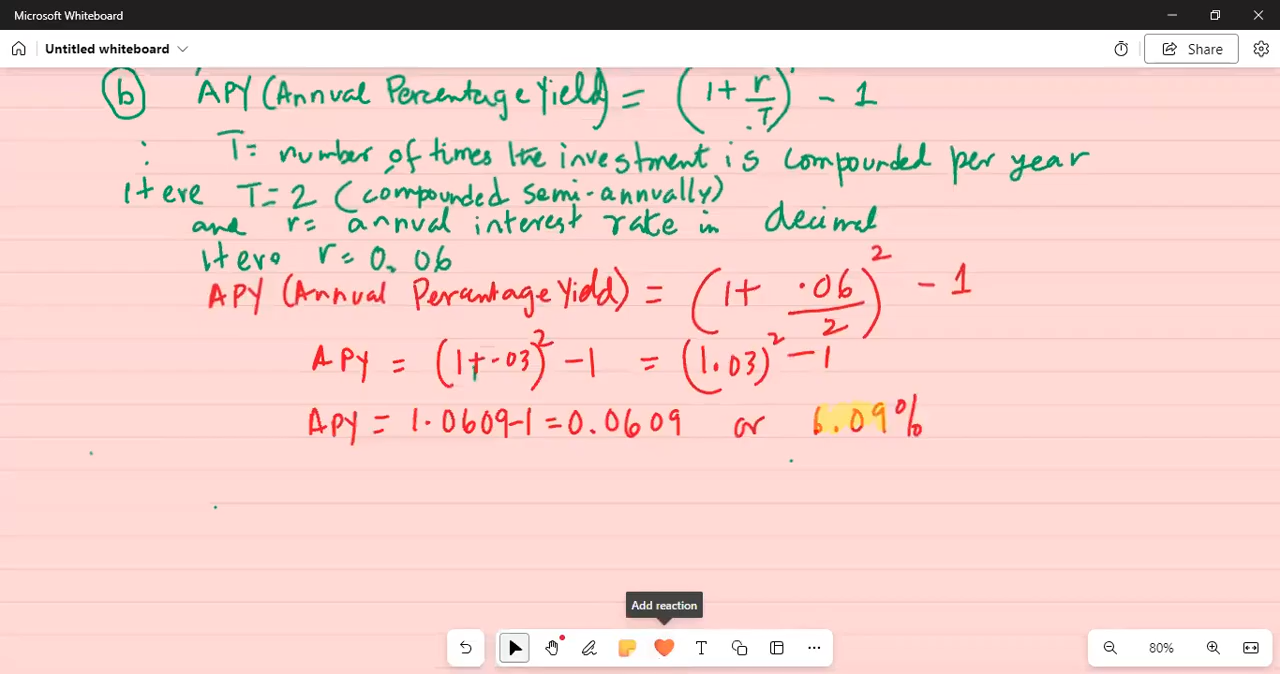 Microsoft Whiteboard
Untitled whiteboard
Share
(b) APY (Annual Percentage Yield) = (1 + r/T) - 1
: T = number of times the investment is compounded per year
Here T = 2 (compounded semi-annually)
and r = annual interest rate in decimal
Here r = 0.06
APY (Annual Percentage Yield) = (1 + .06/2)² - 1
APY = (1 + .03)² - 1 = (1.03)² - 1
APY = 1.0609 - 1 = 0.0609 or 6.09%
Add reaction
80%